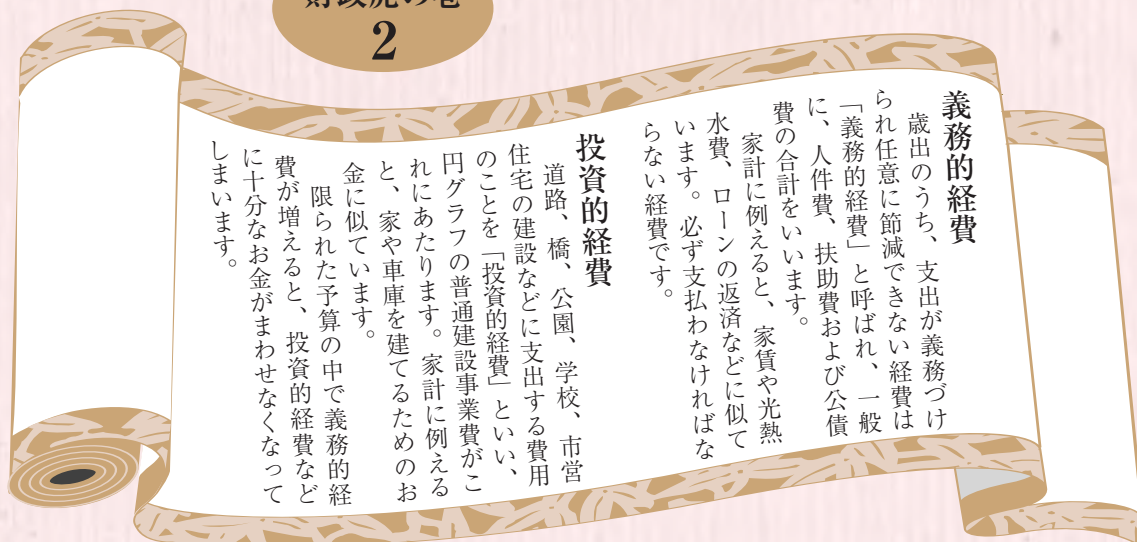 財政虎の巻
2
義務的経費
歳出のうち、支出が義務づけ
られ任意に節減できない経費は
「義務的経費」と呼ばれ、一般
に、人件費、扶助費および公債
費の合計をいいます。
家計に例えると、家賃や光熱
水費、ローンの返済などに似て
います。必ず支払わなければな
らない経費です。
投資的経費
道路、橋、公園、学校、市営
住宅の建設などに支出する費用
のことを「投資的経費」といい、
円グラフの普通建設事業費がこ
れにあたります。家計に例える
と、家や車庫を建てるためのお
金に似ています。
限られた予算の中で義務的経
費が増えると、投資的経費など
に十分なお金がまわせなくなって
しまいます。